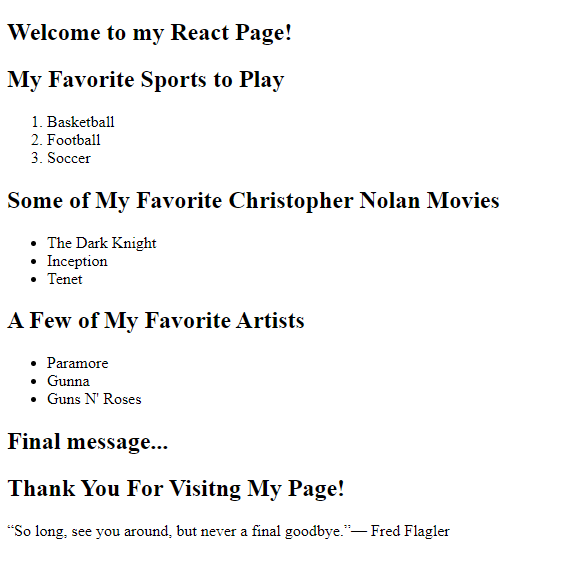 Welcome to my React Page!
My Favorite Sports to Play
1. Basketball
2. Football
3. Soccer
Some of My Favorite Christopher Nolan Movies
• The Dark Knight
• Inception
• Tenet
A Few of My Favorite Artists
• Paramore
• Gunna
• Guns N' Roses
Final message...
Thank You For Visitng My Page!
“So long, see you around, but never a final goodbye.”― Fred Flagler